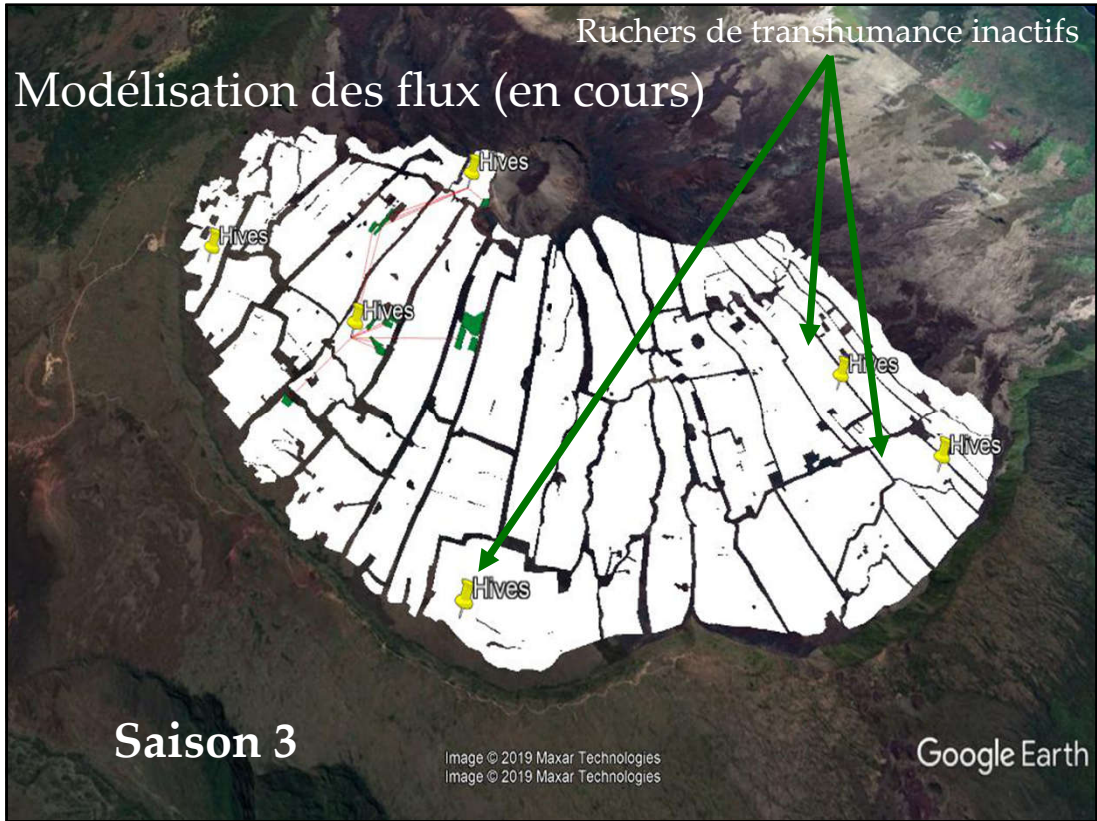 Ruchers de transhumance inactifs
Modélisation des flux (en cours)
Hives
Hives
Hives
Hives
Hives
Hives
Saison 3
Image © 2019 Maxar Technologies
Image © 2019 Maxar Technologies
Google Earth